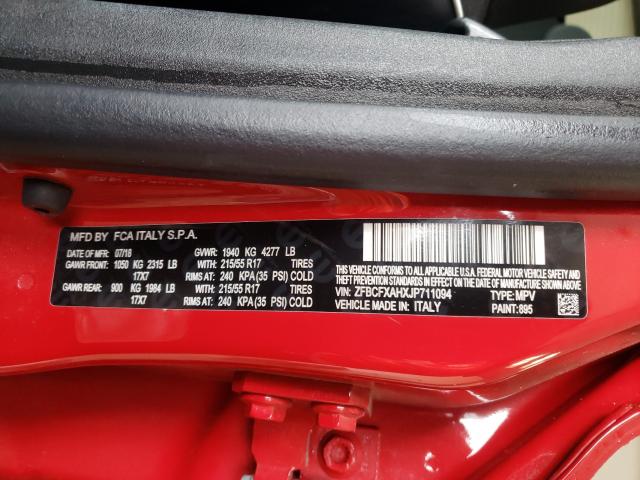 MFD BY FCA ITALY S.P.A.
DATE OF MFR: 07/18 GVWR: 1940 KG 4277 LB
GAWR FRONT: 1050 KG 2315 LB WITH: 215/55 R17 TIRES
17X7 RIMS AT: 240 KPA(35 PSI) COLD
GAWR REAR: 900 KG 1984 LB WITH: 215/55 R17 TIRES
17X7 RIMS AT: 240 KPA(35 PSI) COLD
THIS VEHICLE CONFORMS TO ALL APPLICABLE U.S.A. FEDERAL MOTOR
VEHICLE SAFETY, BUMPER, AND THEFT PREVENTION STANDARDS IN EFFECT
ON THE DATE OF MANUFACTURE SHOWN ABOVE.
VIN: ZFBCFXAHXJP711094 TYPE: MPV
VEHICLE MADE IN: ITALY PAINT: 895